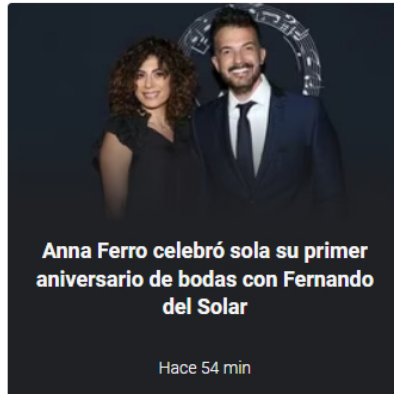 Anna Ferro celebró sola su primer
aniversario de bodas con Fernando
del Solar
Hace 54 min